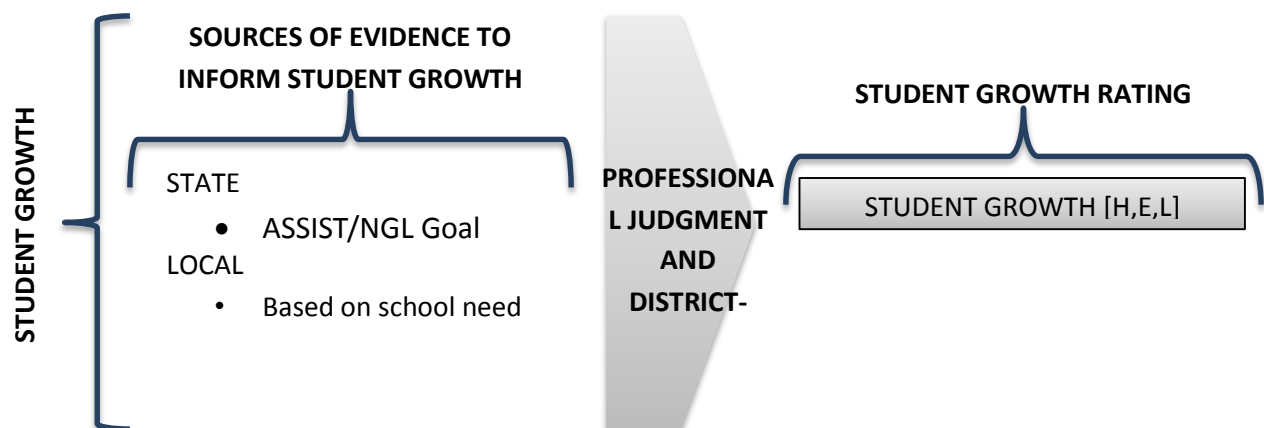 STUDENT GROWTH
SOURCES OF EVIDENCE TO
INFORM STUDENT GROWTH
STATE
● ASSIST/NGL Goal
LOCAL
• Based on school need
PROFESSIONA
L JUDGMENT
AND
DISTRICT-
STUDENT GROWTH RATING
STUDENT GROWTH [H,E,L]